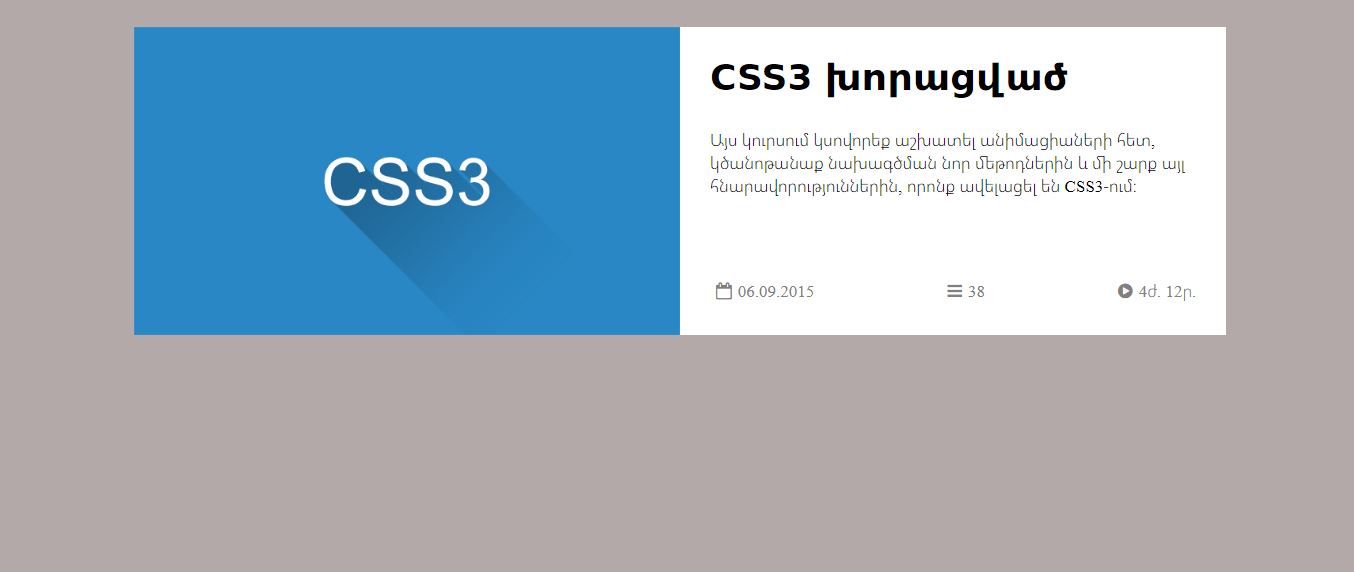 CSS3
CSS3 խորացված
Այս կուրսում կսովորեք աշխատել անիմացիաների հետ,
կծանոթանաք նախագծման նոր մեթոդներին և մի շարք այլ
հնարավորություններին, որոնք ավելացել են CSS3-ում:
06.09.2015 38 4ժ. 12ր.